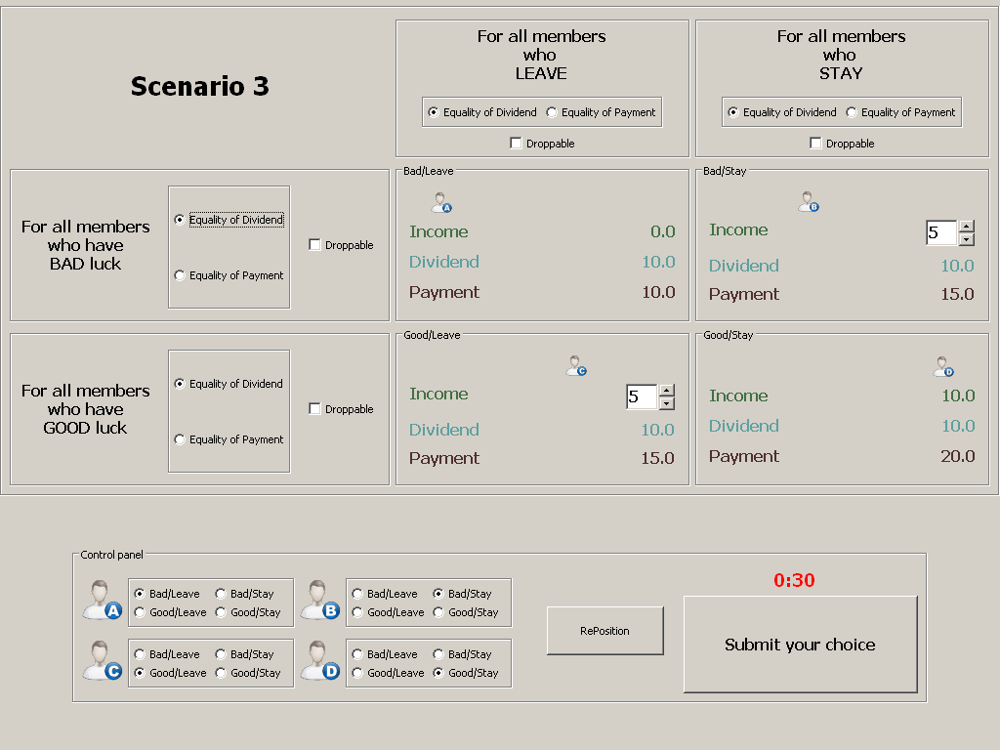 Scenario 3
For all members
who
LEAVE
Equality of Dividend Equality of Payment
Droppable
For all members
who
STAY
Equality of Dividend Equality of Payment
Droppable
For all members
who have
BAD luck
Equality of Dividend
Equality of Payment
Droppable
Bad/Leave
A
Income 0.0
Dividend 10.0
Payment 10.0
Bad/Stay
B
Income 5
Dividend 10.0
Payment 15.0
For all members
who have
GOOD luck
Equality of Dividend
Equality of Payment
Droppable
Good/Leave
C
Income 5
Dividend 10.0
Payment 15.0
Good/Stay
D
Income 10.0
Dividend 10.0
Payment 20.0
Control panel
A
Bad/Leave Bad/Stay
Good/Leave Good/Stay
B
Bad/Leave Bad/Stay
Good/Leave Good/Stay
C
Bad/Leave Bad/Stay
Good/Leave Good/Stay
D
Bad/Leave Bad/Stay
Good/Leave Good/Stay
RePosition
0:30
Submit your choice